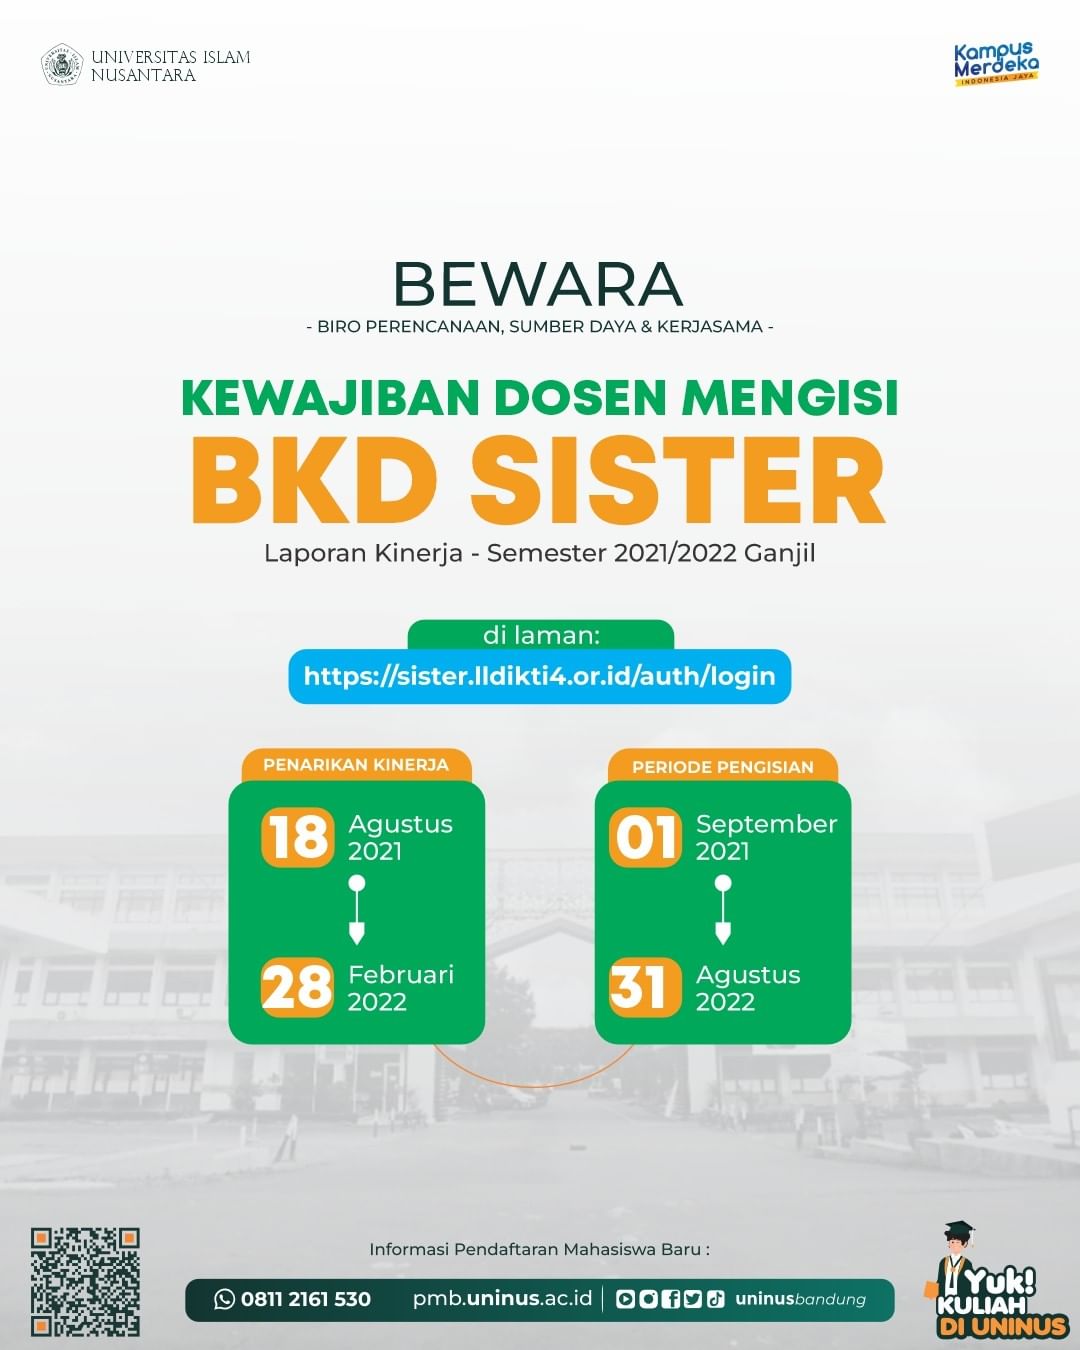 UNIVERSITAS ISLAM
NUSANTARA
Kampus
Merdeka
INDONESIA JAYA
BEWARA
- BIRO PERENCANAAN, SUMBER DAYA & KERJASAMA -
KEWAJIBAN DOSEN MENGISI
BKD SISTER
Laporan Kinerja - Semester 2021/2022 Ganjil
di laman:
https://sister.lldikti4.or.id/auth/login
PENARIKAN KINERJA
18 Agustus
2021
28 Februari
2022
PERIODE PENGISIAN
01 September
2021
31 Agustus
2022
Informasi Pendaftaran Mahasiswa Baru :
0811 2161 530 pmb.uninus.ac.id | uninusbandung
Yuk!
KULIAH
DI UNINUS